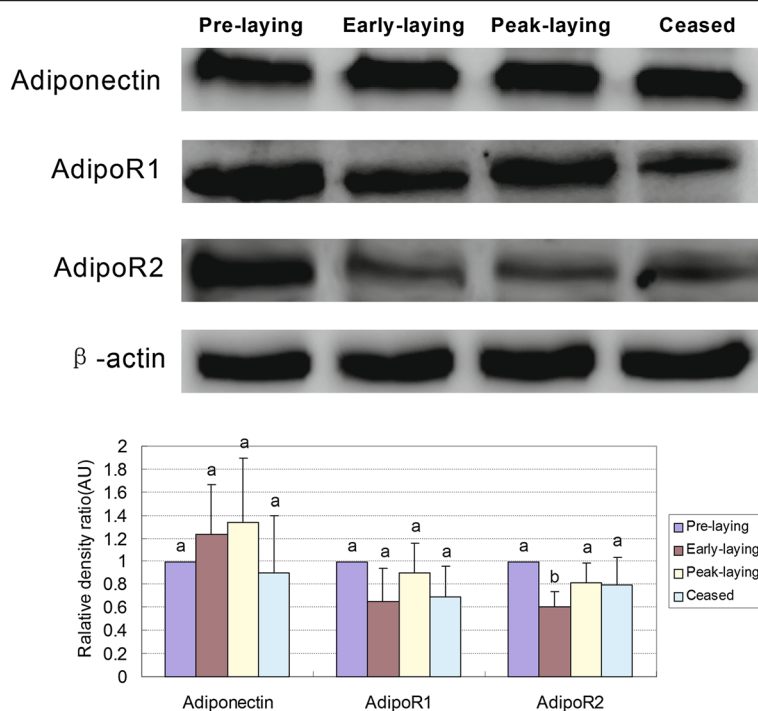 Pre-laying Early-laying Peak-laying Ceased
Adiponectin
AdipoR1
AdipoR2
β-actin
Ralative density ratio(AU)
2
1.8
1.6
1.4
1.2
1
0.8
0.6
0.4
0.2
0
a a a a
a a a a
a b a a
Adiponectin AdipoR1 AdipoR2
Pre-laying
Early-laying
Peak-laying
Ceased